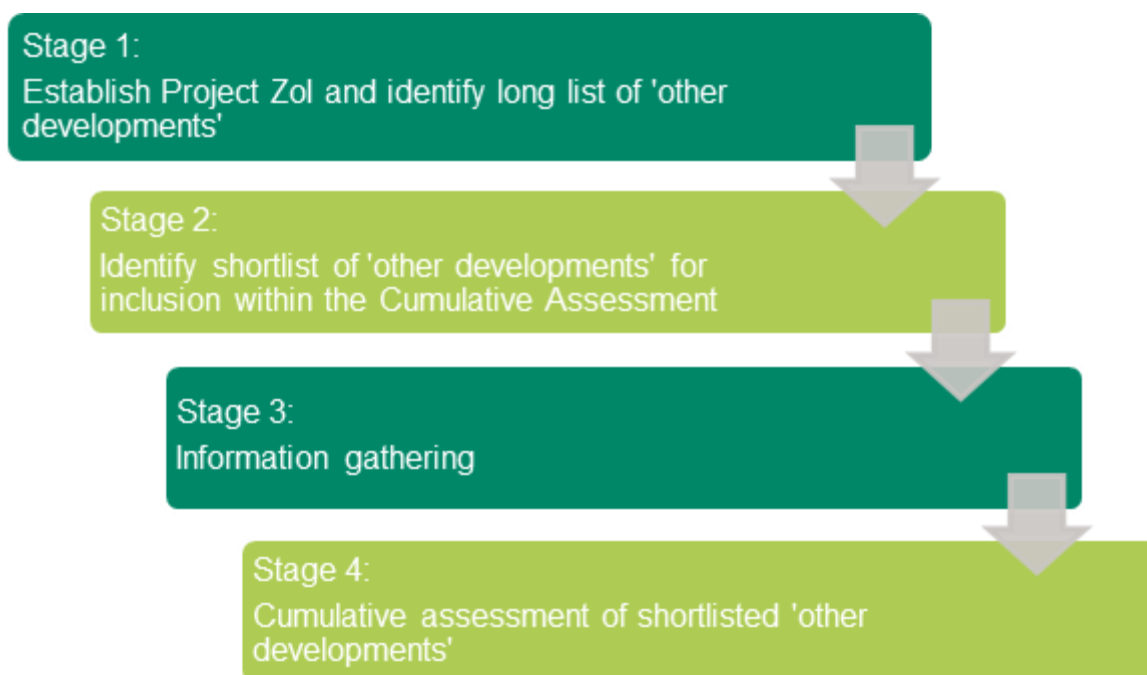 Stage 1:
Establish Project ZoI and identify long list of 'other
developments'
Stage 2:
Identify shortlist of 'other developments' for
inclusion within the Cumulative Assessment
Stage 3:
Information gathering
Stage 4:
Cumulative assessment of shortlisted 'other
developments'